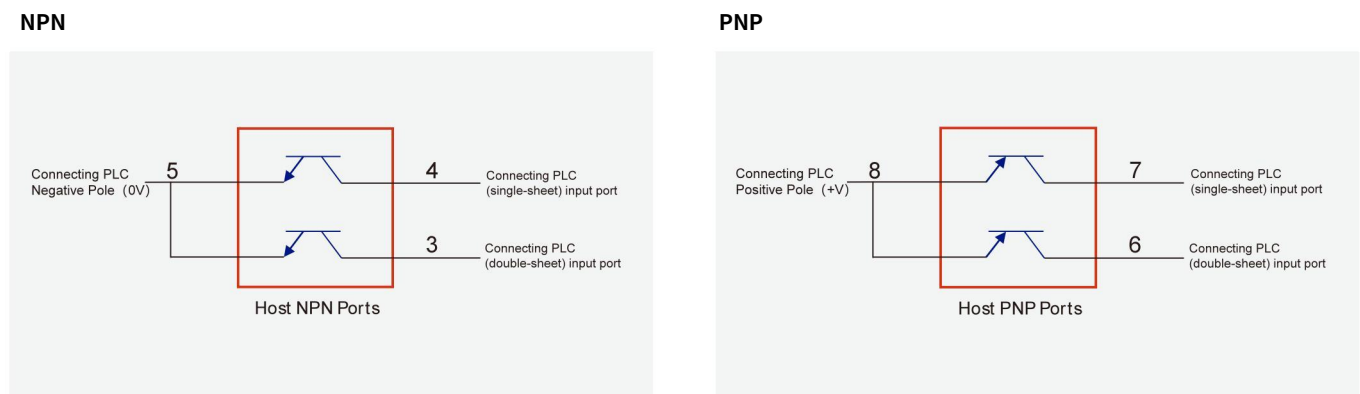 NPN
Connecting PLC
Negative Pole (0V)
5
4
Connecting PLC
(single-sheet) input port
3
Connecting PLC
(double-sheet) input port
Host NPN Ports
PNP
Connecting PLC
Positive Pole (+V)
8
7
Connecting PLC
(single-sheet) input port
6
Connecting PLC
(double-sheet) input port
Host PNP Ports